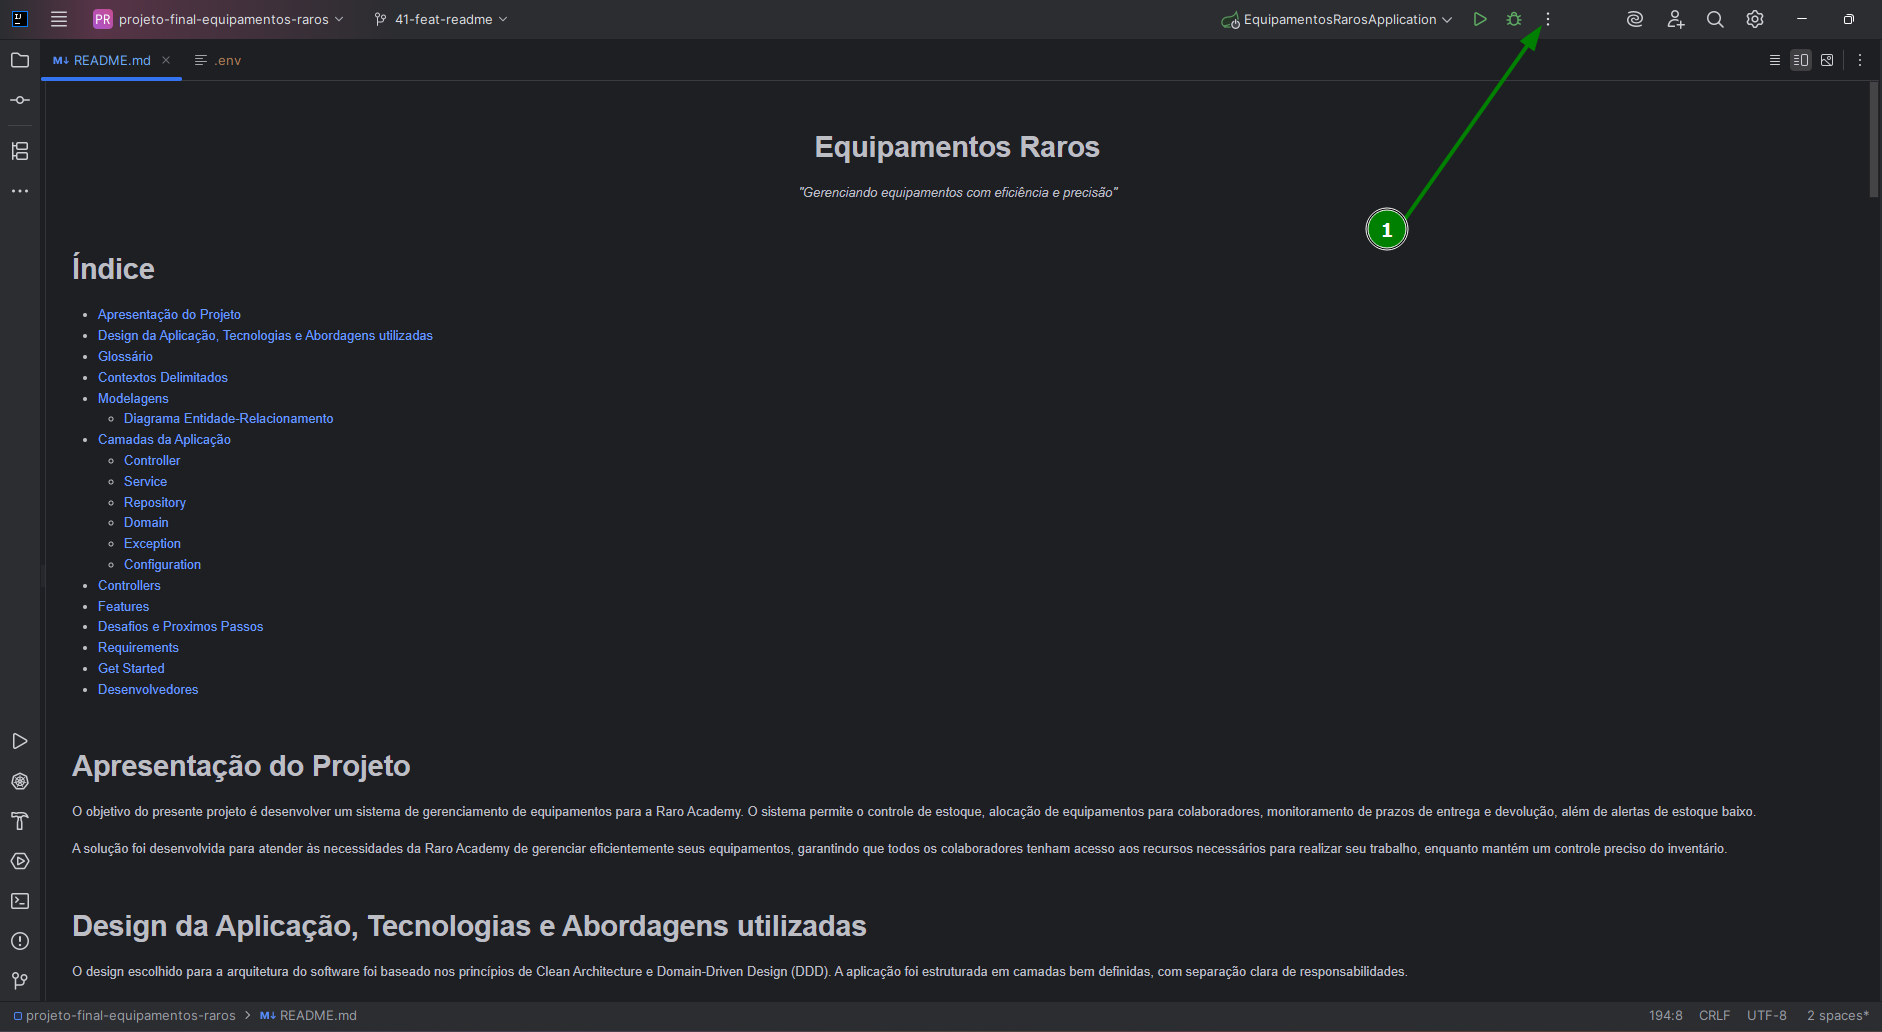 PR projeto-final-equipamentos-raros
41-feat-readme
EquipamentosRarosApplication
M↓ README.md
.env
1
Equipamentos Raros
"Gerenciando equipamentos com eficiência e precisão"
Índice
Apresentação do Projeto
Design da Aplicação, Tecnologias e Abordagens utilizadas
Glossário
Contextos Delimitados
Modelagens
Diagrama Entidade-Relacionamento
Camadas da Aplicação
Controller
Service
Repository
Domain
Exception
Configuration
Controllers
Features
Desafios e Proximos Passos
Requirements
Get Started
Desenvolvedores
Apresentação do Projeto
O objetivo do presente projeto é desenvolver um sistema de gerenciamento de equipamentos para a Raro Academy. O sistema permite o controle de estoque, alocação de equipamentos para colaboradores, monitoramento de prazos de entrega e devolução, além de alertas de estoque baixo.
A solução foi desenvolvida para atender às necessidades da Raro Academy de gerenciar eficientemente seus equipamentos, garantindo que todos os colaboradores tenham acesso aos recursos necessários para realizar seu trabalho, enquanto mantém um controle preciso do inventário.
Design da Aplicação, Tecnologias e Abordagens utilizadas
O design escolhido para a arquitetura do software foi baseado nos princípios de Clean Architecture e Domain-Driven Design (DDD). A aplicação foi estruturada em camadas bem definidas, com separação clara de responsabilidades.
projeto-final-equipamentos-raros > M↓ README.md
194:8 CRLF UTF-8 2 spaces*